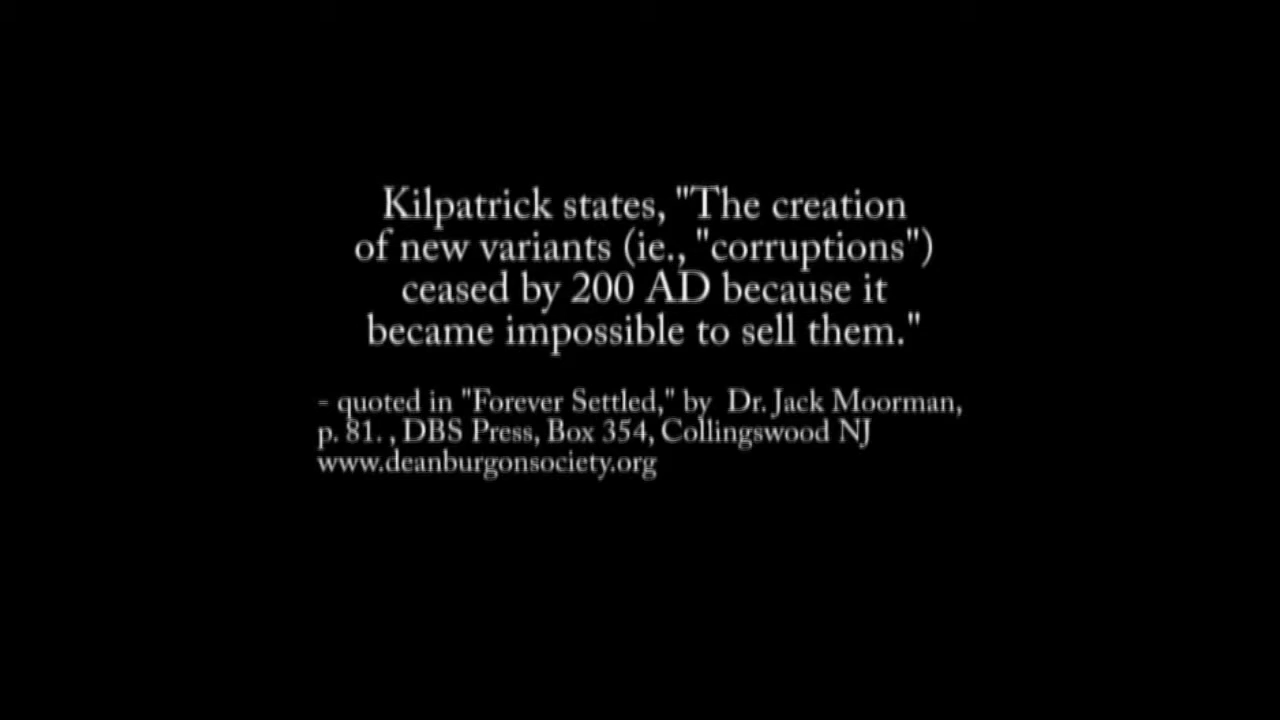 Kilpatrick states, "The creation
of new variants (ie., "corruptions")
ceased by 200 AD because it
became impossible to sell them."
- quoted in "Forever Settled," by  Dr. Jack Moorman,
p. 81. , DBS Press, Box 354, Collingswood NJ
www.deanburgonsociety.org